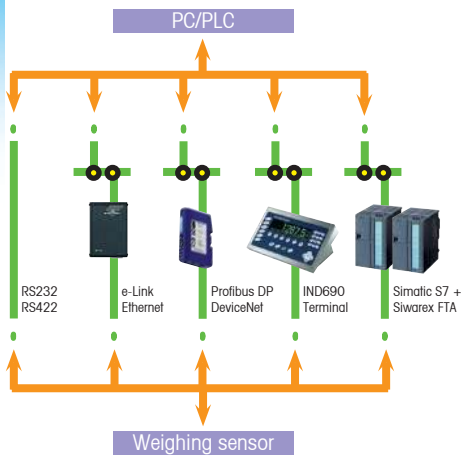 PC/PLC
RS232
RS422
e-Link
Ethernet
Profibus DP
DeviceNet
IND690
Terminal
Simatic S7 +
Siwarex FTA
Weighing sensor